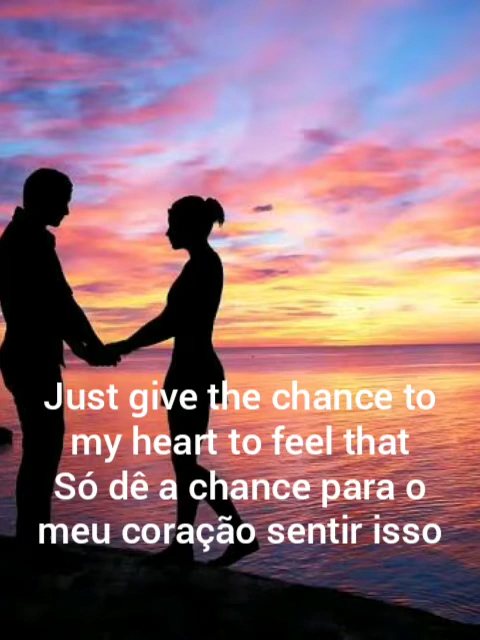 Just give the chance to
my heart to feel that
Só dê a chance para o
meu coração sentir isso